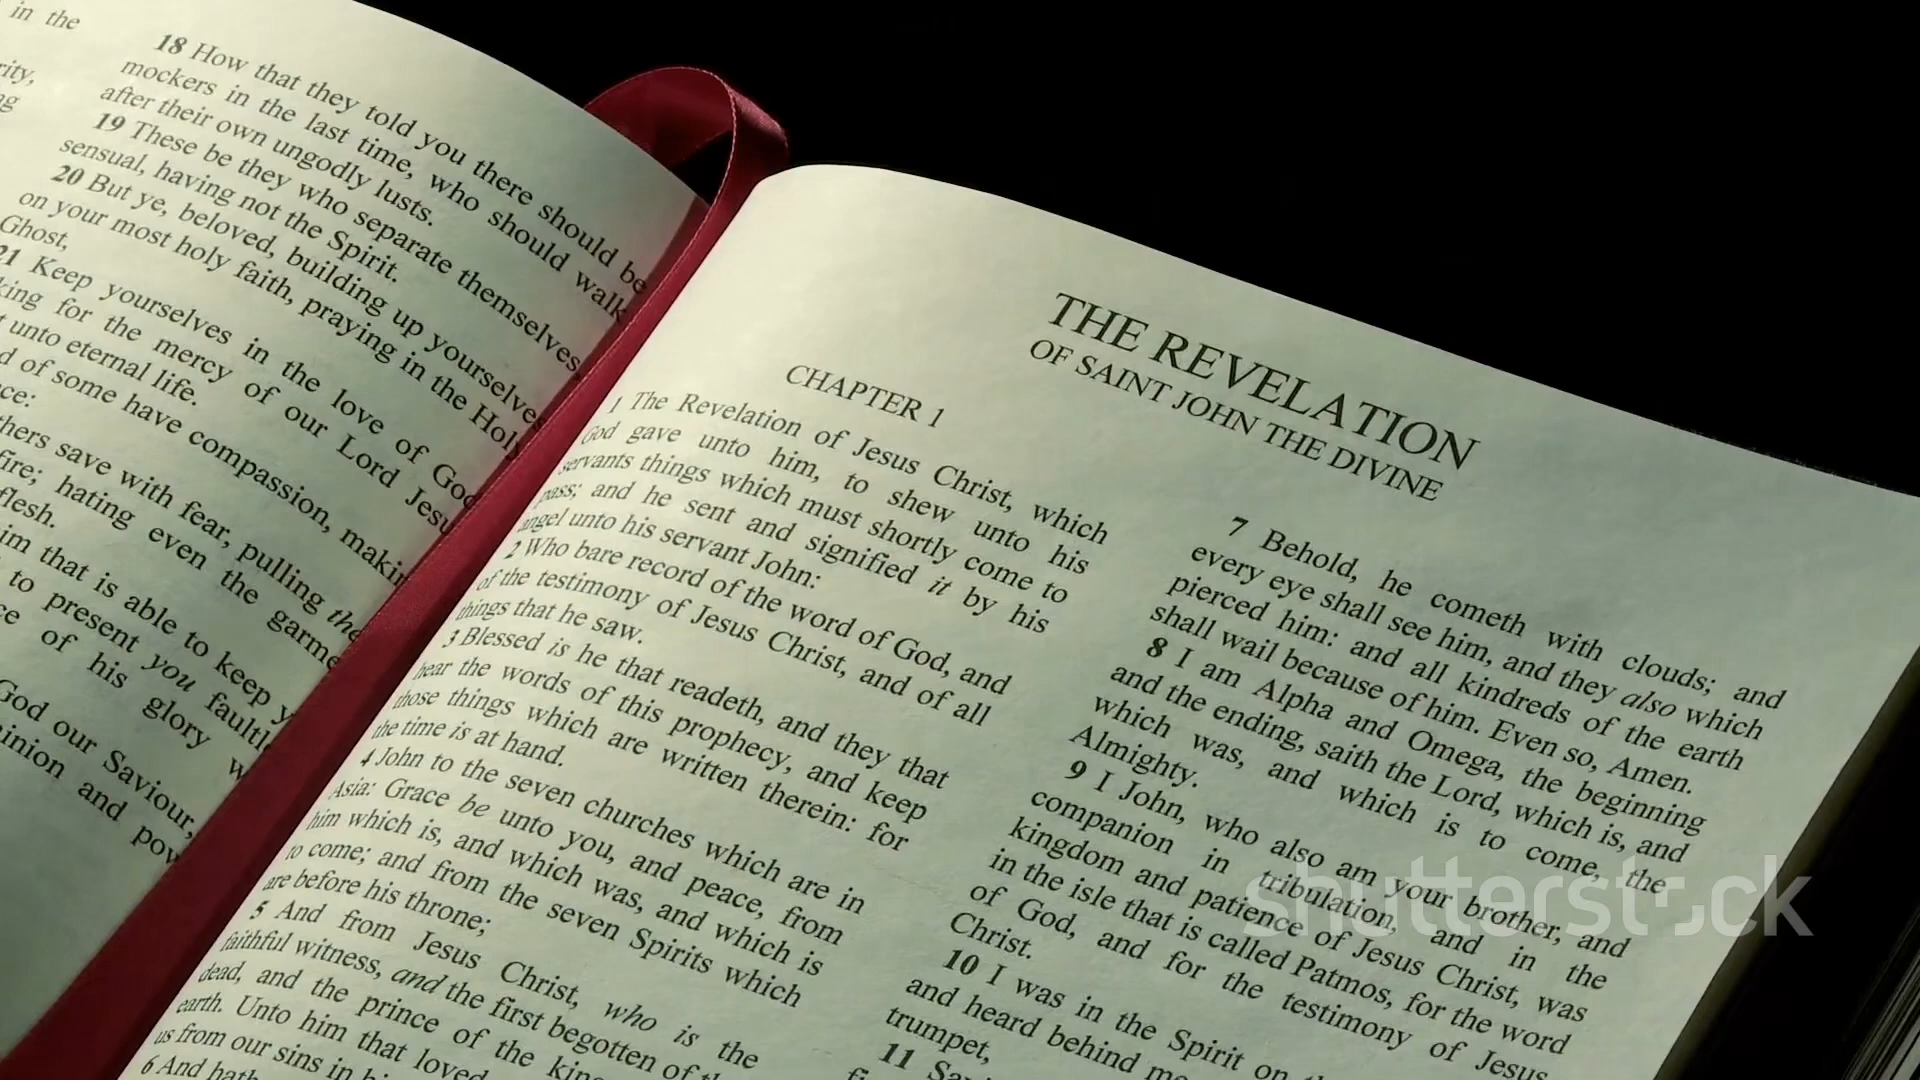 in the
rity,
18 How that they told you there should be
mockers in the last time, who should walk
after their own ungodly lusts.
19 These be they who separate themselves,
sensual, having not the Spirit.
20 But ye, beloved, building up yourselves
on your most holy faith, praying in the Holy
Ghost,
21 Keep yourselves in the love of God
king for the mercy of our Lord Jesu
t unto eternal life.
d of some have compassion, makin
ce:
thers save with fear, pulling the
fire; hating even the garme
flesh.
im that is able to keep y
to present you faultl
ce of his glory w
God our Saviour,
minion and pow
THE REVELATION
OF SAINT JOHN THE DIVINE
CHAPTER 1
1 The Revelation of Jesus Christ, which
God gave unto him, to shew unto his
servants things which must shortly come to
pass; and he sent and signified it by his
angel unto his servant John:
2 Who bare record of the word of God, and
of the testimony of Jesus Christ, and of all
things that he saw.
3 Blessed is he that readeth, and they that
hear the words of this prophecy, and keep
those things which are written therein: for
the time is at hand.
4 John to the seven churches which are in
Asia: Grace be unto you, and peace, from
him which is, and which was, and which is
to come; and from the seven Spirits which
are before his throne;
5 And from Jesus Christ, who is the
faithful witness, and the first begotten of
dead, and the prince of the
earth. Unto him that loved
us from our sins in
6 And hath
7 Behold, he cometh with clouds; and
every eye shall see him, and they also which
pierced him: and all kindreds of the earth
shall wail because of him. Even so, Amen.
8 I am Alpha and Omega, the beginning
and the ending, saith the Lord, which is, and
which was, and which is to come, the
Almighty.
9 I John, who also am your brother, and
companion in tribulation, and in the
kingdom and patience of Jesus Christ, was
in the isle that is called Patmos, for the word
of God, and for the testimony of Jesus
Christ.
10 I was in the Spirit on
and heard behind me
trumpet,
11
shutterstock